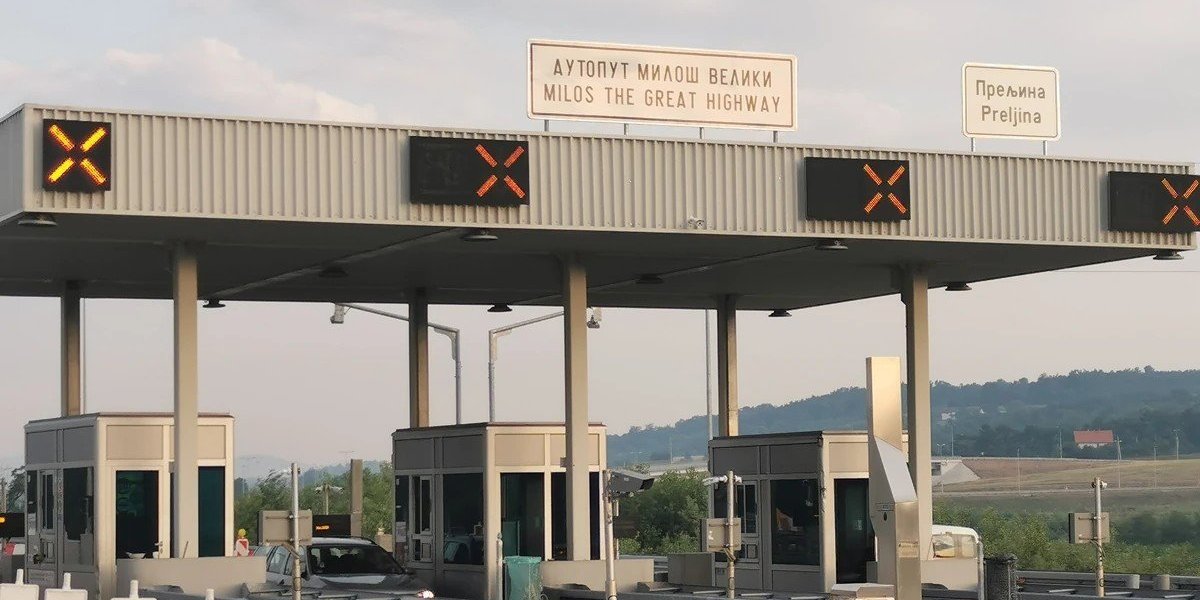 АУТОПУТ МИЛОШ ВЕЛИКИ
MILOS THE GREAT HIGHWAY
Прељина
Preljina